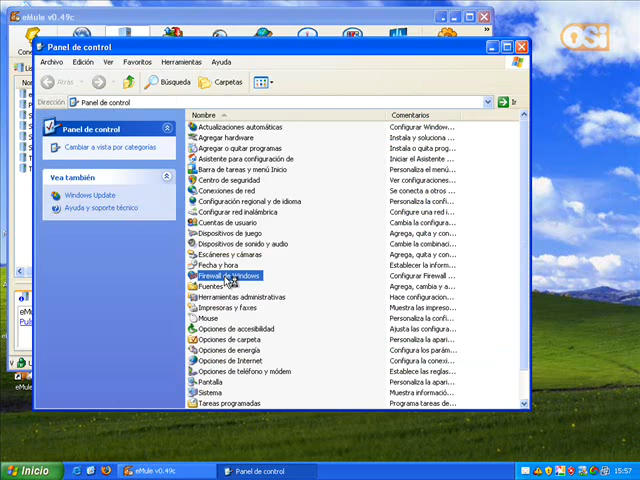 eMule v0.49c
Panel de control
Archivo Edición Ver Favoritos Herramientas Ayuda
Atrás Búsqueda Carpetas
Dirección Panel de control Ir
Panel de control
Cambiar a vista por categorías
Vea también
Windows Update
Ayuda y soporte técnico
Nombre Comentarios
Actualizaciones automáticas Configurar Window...
Agregar hardware Instala y soluciona ...
Agregar o quitar programas Instala o quita prog...
Asistente para configuración de Iniciar el Asistente
Barra de tareas y menú Inicio Personaliza el menú...
Centro de seguridad Ver configuraciones...
Conexiones de red Se conecta a otros ...
Configuración regional y de idioma Personaliza la confi...
Configurar red inalámbrica Configure una red i...
Cuentas de usuario Cambia la configura...
Dispositivos de juego Agrega, quita y con...
Dispositivos de sonido y audio Cambie la combinaci...
Escáneres y cámaras Agrega, quita y con...
Fecha y hora Establecer la inform...
Firewall de Windows Configurar Firewall ...
Fuentes Agrega, cambia y a...
Herramientas administrativas Hace configuracion...
Impresoras y faxes Muestra las impreso...
Mouse Personaliza la confi...
Opciones de accesibilidad Ajusta las configura...
Opciones de carpeta Personaliza la prese...
Opciones de energía Configura los parám...
Opciones de Internet Configura la conexi...
Opciones de teléfono y módem Establece las reglas...
Pantalla Personaliza la apari...
Sistema Muestra informació...
Tareas programadas Programa tareas de...
OSi
eMule
Inicio eMule v0.49c Panel de control 15:57